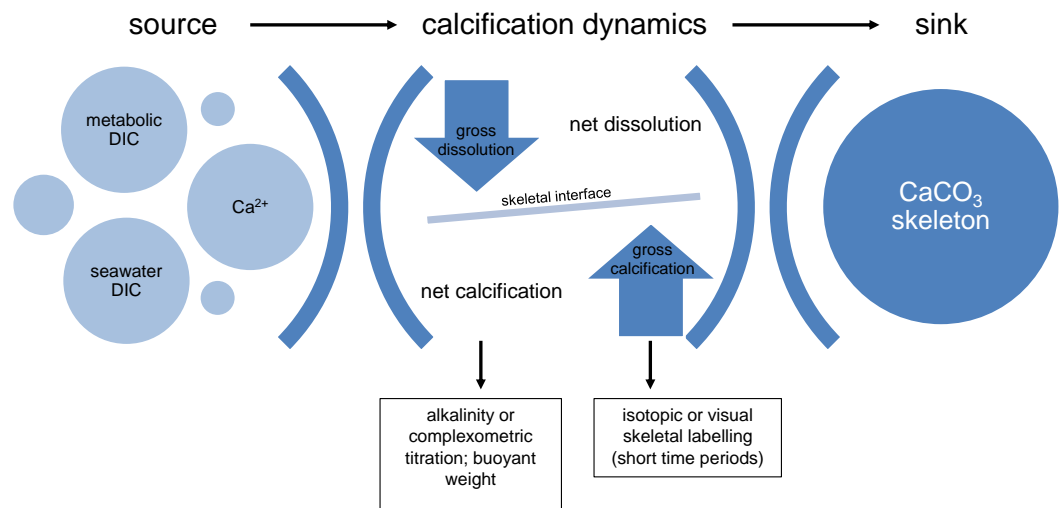 source
calcification dynamics
sink
metabolic
DIC
Ca²⁺
seawater
DIC
gross
dissolution
net dissolution
skeletal interface
gross
calcification
net calcification
CaCO₃
skeleton
alkalinity or
complexometric
titration; buoyant
weight
isotopic or visual
skeletal labelling
(short time periods)